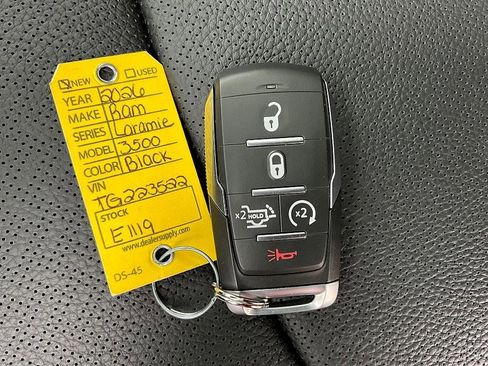 ☑NEW ☐USED
YEAR 2026
MAKE Ram
SERIES Laramie
MODEL 3500
COLOR Black
VIN
TG223522
STOCK
E1119
www.dealersupply.com
DS-45
x2 HOLD
x2